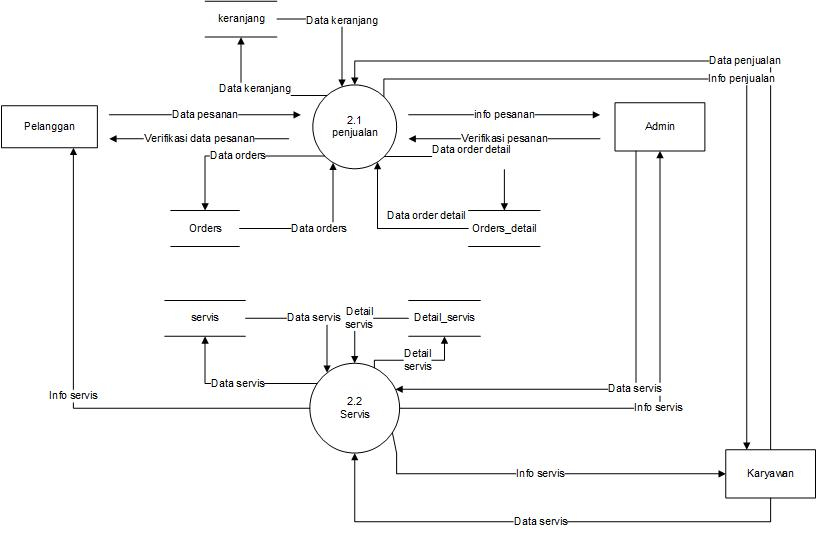 keranjang
Data keranjang
Data penjualan
Info penjualan
Data keranjang
2.1
penjualan
Pelanggan
Data pesanan
info pesanan
Admin
Verifikasi data pesanan
Verifikasi pesanan
Data orders
Data order detail
Data order detail
Orders
Data orders
Orders_detail
servis
Data servis
Detail
servis
Detail_servis
Detail
servis
Data servis
Data servis
Info servis
2.2
Servis
Info servis
Info servis
Karyawan
Data servis